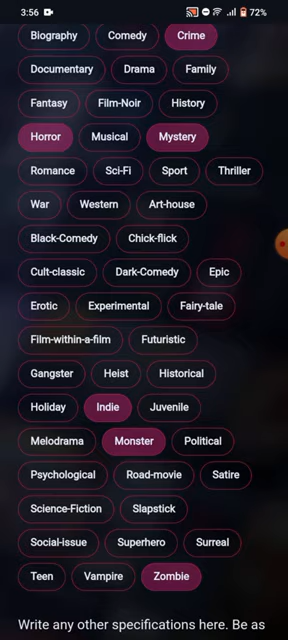 3:56 72%
Biography Comedy Crime
Documentary Drama Family
Fantasy Film-Noir History
Horror Musical Mystery
Romance Sci-Fi Sport Thriller
War Western Art-house
Black-Comedy Chick-flick
Cult-classic Dark-Comedy Epic
Erotic Experimental Fairy-tale
Film-within-a-film Futuristic
Gangster Heist Historical
Holiday Indie Juvenile
Melodrama Monster Political
Psychological Road-movie Satire
Science-Fiction Slapstick
Social-issue Superhero Surreal
Teen Vampire Zombie
Write any other specifications here. Be as